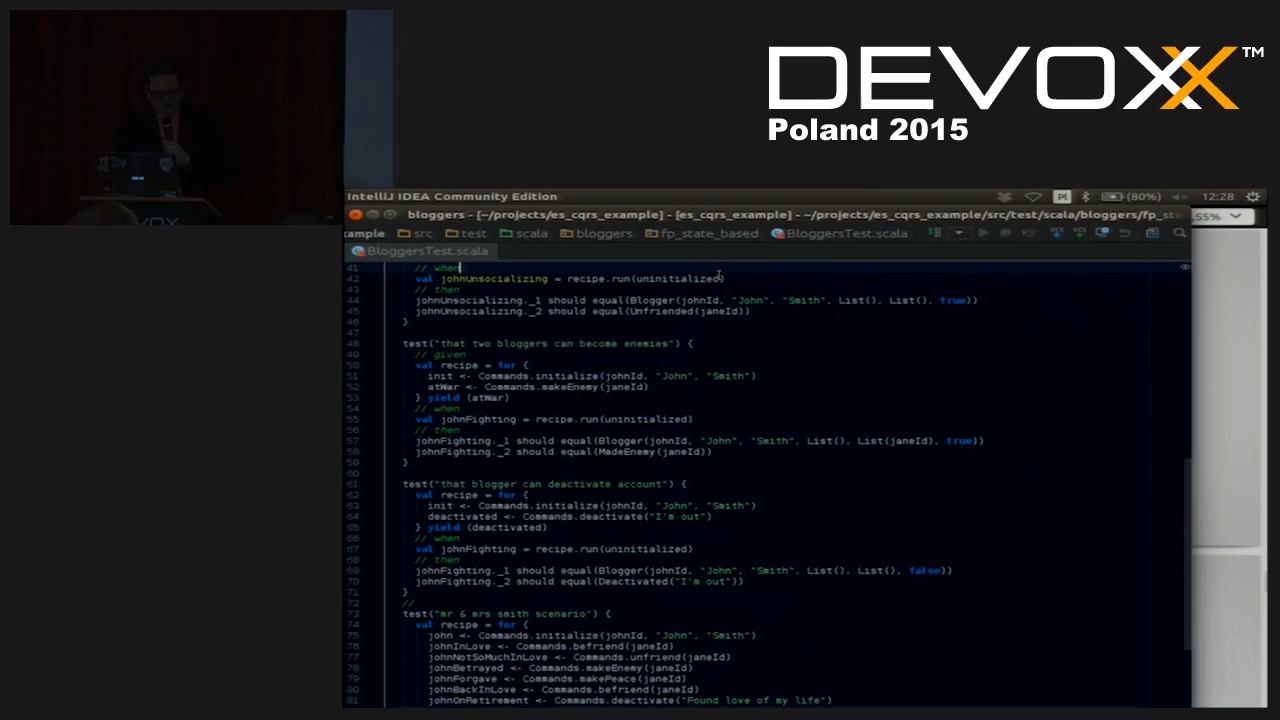 DEVOXX™
Poland 2015
IntelliJ IDEA Community Edition
Pl
(80%)
12:28
bloggers - [~/projects/es_cqrs_example] - [es_cqrs_example] - ~/projects/es_cqrs_example/src/test/scala/bloggers/fp_sta
.55%
ample
src
test
scala
bloggers
fp_state_based
BloggersTest.scala
BloggersTest.scala
41 // when
42 val johnUnsocializing = recipe.run(uninitialized)
43 // then
44 johnUnsocializing._1 should equal(Blogger(johnId, "John", "Smith", List(), List(), true))
45 johnUnsocializing._2 should equal(Unfriended(janeId))
46 }
47
48 test("that two bloggers can become enemies") {
49 // given
50 val recipe = for {
51 init <- Commands.initialize(johnId, "John", "Smith")
52 atWar <- Commands.makeEnemy(janeId)
53 } yield (atWar)
54 // when
55 val johnFighting = recipe.run(uninitialized)
56 // then
57 johnFighting._1 should equal(Blogger(johnId, "John", "Smith", List(), List(janeId), true))
58 johnFighting._2 should equal(MadeEnemy(janeId))
59 }
60
61 test("that blogger can deactivate account") {
62 val recipe = for {
63 init <- Commands.initialize(johnId, "John", "Smith")
64 deactivated <- Commands.deactivate("I'm out")
65 } yield (deactivated)
66 // when
67 val johnFighting = recipe.run(uninitialized)
68 // then
69 johnFighting._1 should equal(Blogger(johnId, "John", "Smith", List(), List(), false))
70 johnFighting._2 should equal(Deactivated("I'm out"))
71 }
72 //
73 test("mr & mrs smith scenario") {
74 val recipe = for {
75 john <- Commands.initialize(johnId, "John", "Smith")
76 johnInLove <- Commands.befriend(janeId)
77 johnNotSoMuchInLove <- Commands.unfriend(janeId)
78 johnBetrayed <- Commands.makeEnemy(janeId)
79 johnForgave <- Commands.makePeace(janeId)
80 johnBackInLove <- Commands.befriend(janeId)
81 johnOnRetirement <- Commands.deactivate("Found love of my life")